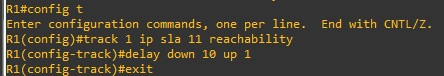 R1#config t
Enter configuration commands, one per line.  End with CNTL/Z.
R1(config)#track 1 ip sla 11 reachability
R1(config-track)#delay down 10 up 1
R1(config-track)#exit